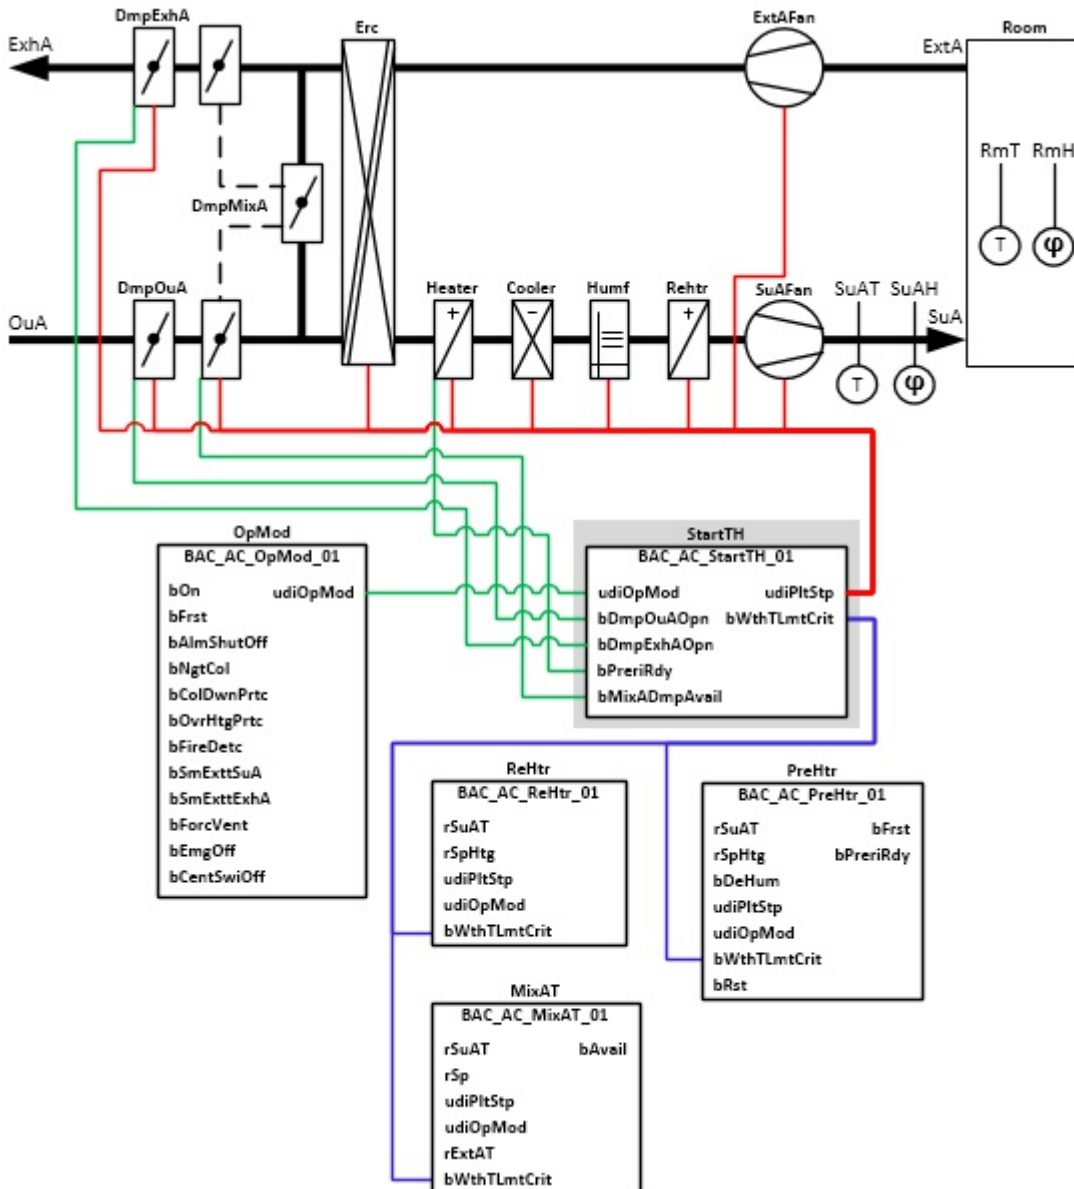 DmpExhA
Erc
ExtAFan
Room
ExhA
ExtA
RmT RmH
DmpMixA
T φ
DmpOuA
Heater
Cooler
Humf
Rehtr
SuAFan
SuAT SuAH
OuA
SuA
+
-
+
T φ
OpMod
BAC_AC_OpMod_01
bOn udiOpMod
bFrst
bAlmShutOff
bNgtCol
bColDwnPrtc
bOvrHtgPrtc
bFireDetc
bSmExttSuA
bSmExttExhA
bForcVent
bEmgOff
bCentSwiOff
StartTH
BAC_AC_StartTH_01
udiOpMod udiPltStp
bDmpOuAOpn bWthTLmtCrit
bDmpExhAOpn
bPreriRdy
bMixADmpAvail
ReHtr
BAC_AC_ReHtr_01
rSuAT
rSpHtg
udiPltStp
udiOpMod
bWthTLmtCrit
PreHtr
BAC_AC_PreHtr_01
rSuAT bFrst
rSpHtg bPreriRdy
bDeHum
udiPltStp
udiOpMod
bWthTLmtCrit
bRst
MixAT
BAC_AC_MixAT_01
rSuAT bAvail
rSp
udiPltStp
udiOpMod
rExtAT
bWthTLmtCrit